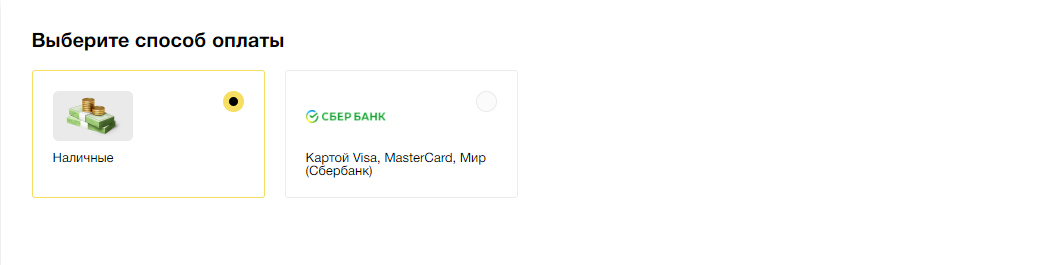 Выберите способ оплаты
СБЕР БАНК
Наличные
Картой Visa, MasterCard, Мир
(Сбербанк)